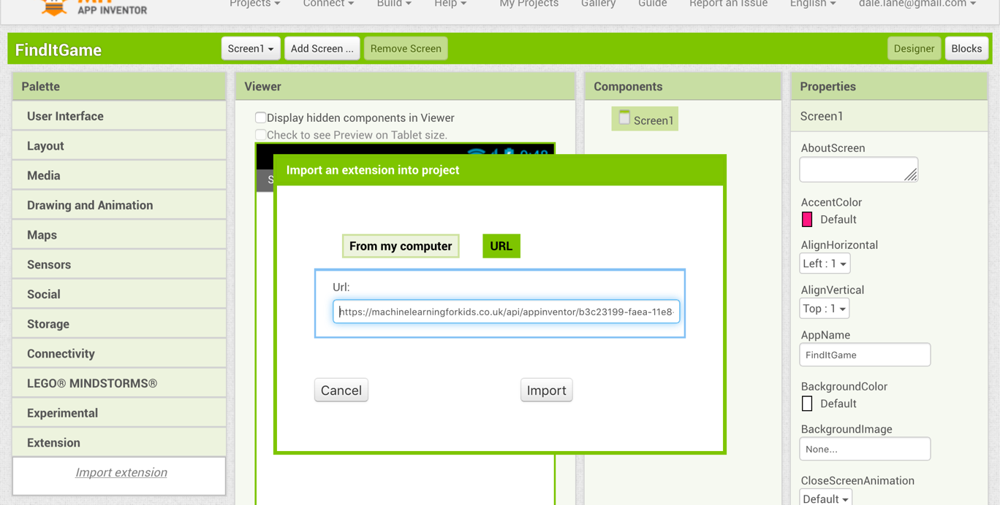 MIT
APP INVENTOR
Projects
Connect
Build
Help
My Projects
Gallery
Guide
Report an Issue
English
dale.lane@gmail.com
FindItGame
Screen1
Add Screen ...
Remove Screen
Designer
Blocks
Palette
User Interface
Layout
Media
Drawing and Animation
Maps
Sensors
Social
Storage
Connectivity
LEGO® MINDSTORMS®
Experimental
Extension
Import extension
Viewer
Display hidden components in Viewer
Check to see Preview on Tablet size.
9:48
S
Import an extension into project
From my computer
URL
Url:
https://machinelearningforkids.co.uk/api/appinventor/b3c23199-faea-11e8-
Cancel
Import
Components
Screen1
Properties
Screen1
AboutScreen
AccentColor
Default
AlignHorizontal
Left : 1
AlignVertical
Top : 1
AppName
FindItGame
BackgroundColor
Default
BackgroundImage
None...
CloseScreenAnimation
Default